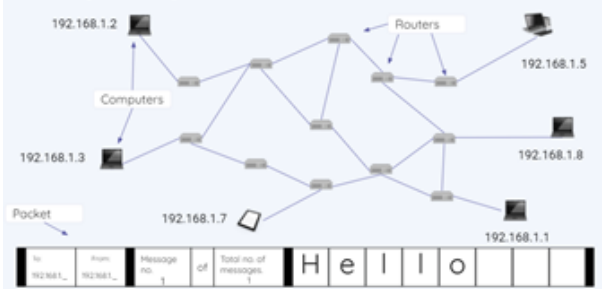 192.168.1.2
Routers
192.168.1.5
Computers
192.168.1.3
192.168.1.8
192.168.1.7
192.168.1.1
Packet
To: From: Message no. 1 of Total no. of messages 1 Hello
192.168.1._ 192.168.1._